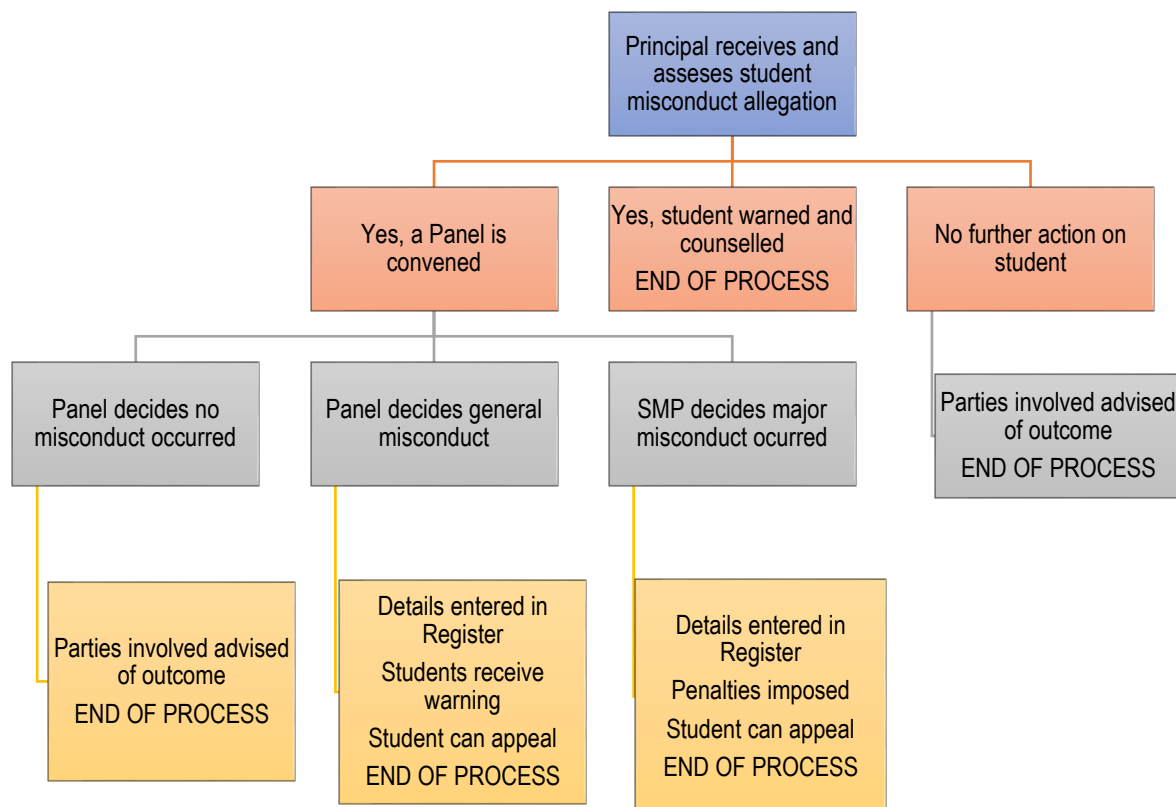 Principal receives and
asseses student
misconduct allegation
Yes, a Panel is
convened
Yes, student warned and
counselled
END OF PROCESS
No further action on
student
Panel decides no
misconduct occurred
Panel decides general
misconduct
SMP decides major
misconduct ocurred
Parties involved advised
of outcome
END OF PROCESS
Parties involved advised
of outcome
END OF PROCESS
Details entered in
Register
Students receive
warning
Student can appeal
END OF PROCESS
Details entered in
Register
Penalties imposed
Student can appeal
END OF PROCESS